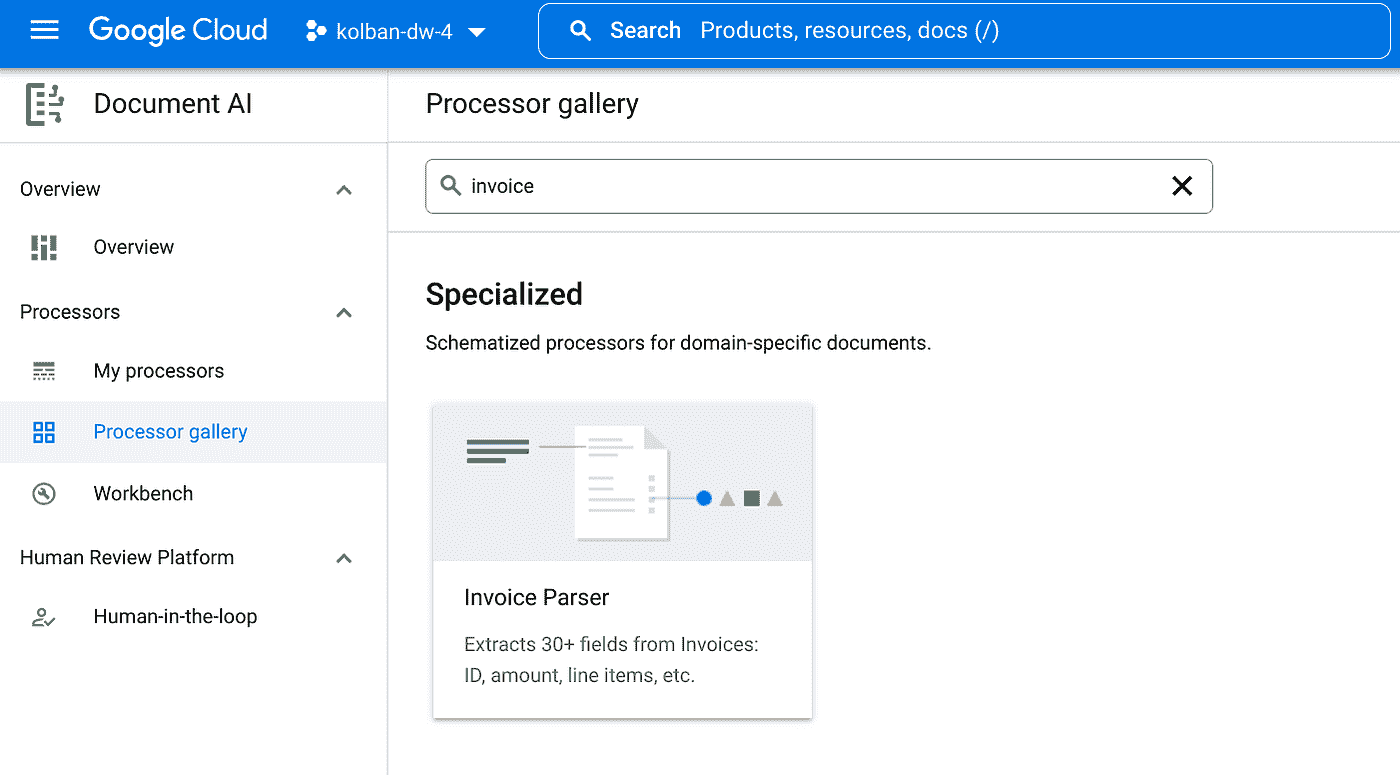 Google Cloud
kolban-dw-4
Search Products, resources, docs (/)
Document AI
Overview
Overview
Processors
My processors
Processor gallery
Workbench
Human Review Platform
Human-in-the-loop
Processor gallery
invoice
Specialized
Schematized processors for domain-specific documents.
Invoice Parser
Extracts 30+ fields from Invoices:
ID, amount, line items, etc.